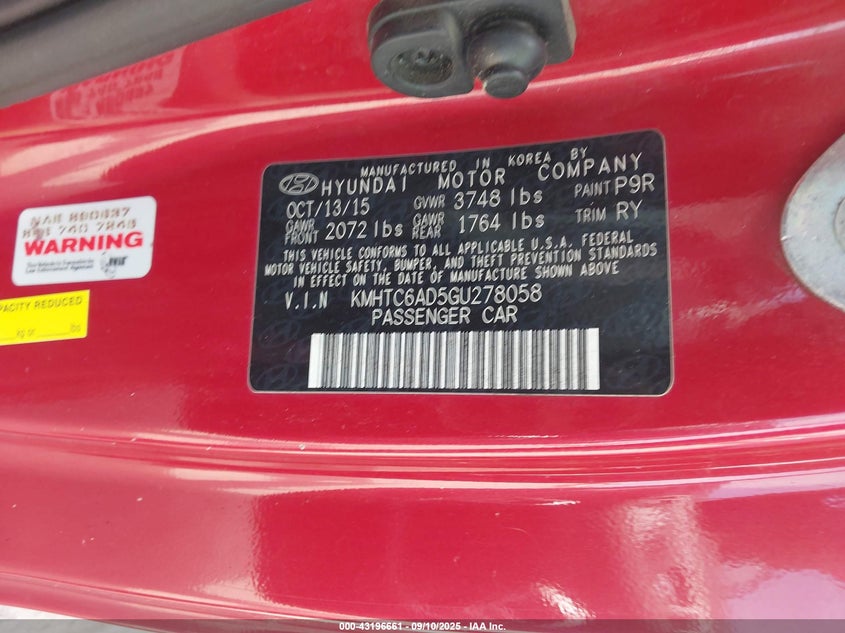 MANUFACTURED IN KOREA BY
HYUNDAI MOTOR COMPANY
OCT/13/15 GVWR 3748 lbs PAINT P9R
GAWR FRONT 2072 lbs GAWR REAR 1764 lbs TRIM RY
THIS VEHICLE CONFORMS TO ALL APPLICABLE U.S.A. FEDERAL
MOTOR VEHICLE SAFETY, BUMPER, AND THEFT PREVENTION STANDARDS
IN EFFECT ON THE DATE OF MANUFACTURE SHOWN ABOVE
V.I.N KMHTC6AD5GU278058
PASSENGER CAR
WARNING
CAPACITY REDUCED
kg or lbs
000-43196661 - 09/10/2025 - IAA Inc.